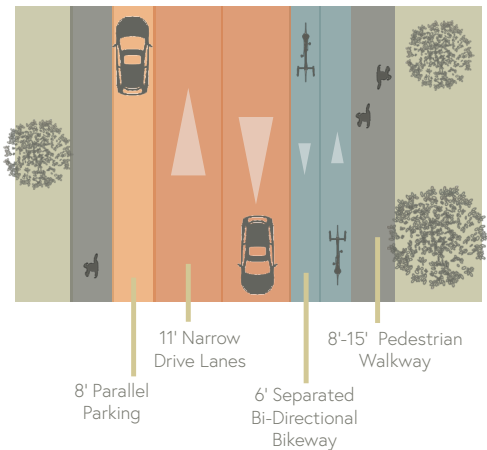 11' Narrow
Drive Lanes
8'-15' Pedestrian
Walkway
8' Parallel
Parking
6' Separated
Bi-Directional
Bikeway